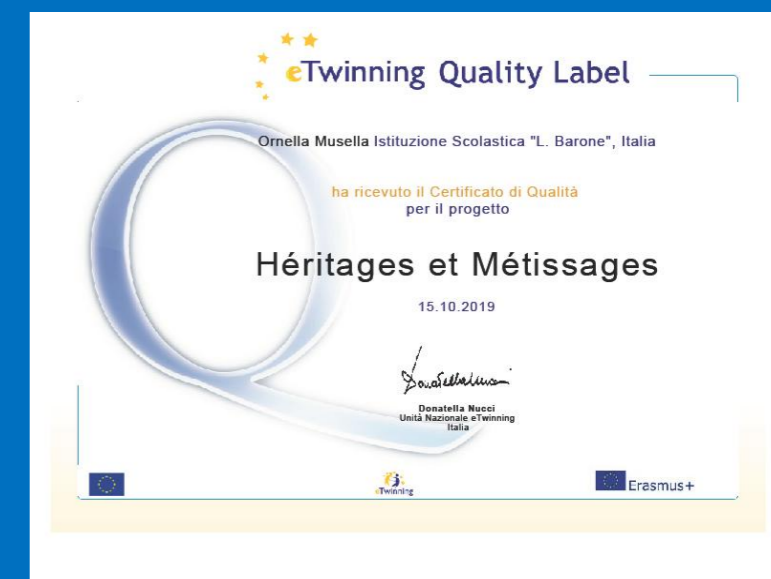 eTwinning Quality Label
Ornella Musella Istituzione Scolastica "L. Barone", Italia
ha ricevuto il Certificato di Qualità
per il progetto
Héritages et Métissages
15.10.2019
Donatella Nucci
Unità Nazionale eTwinning
Italia
eTwinning
Erasmus+